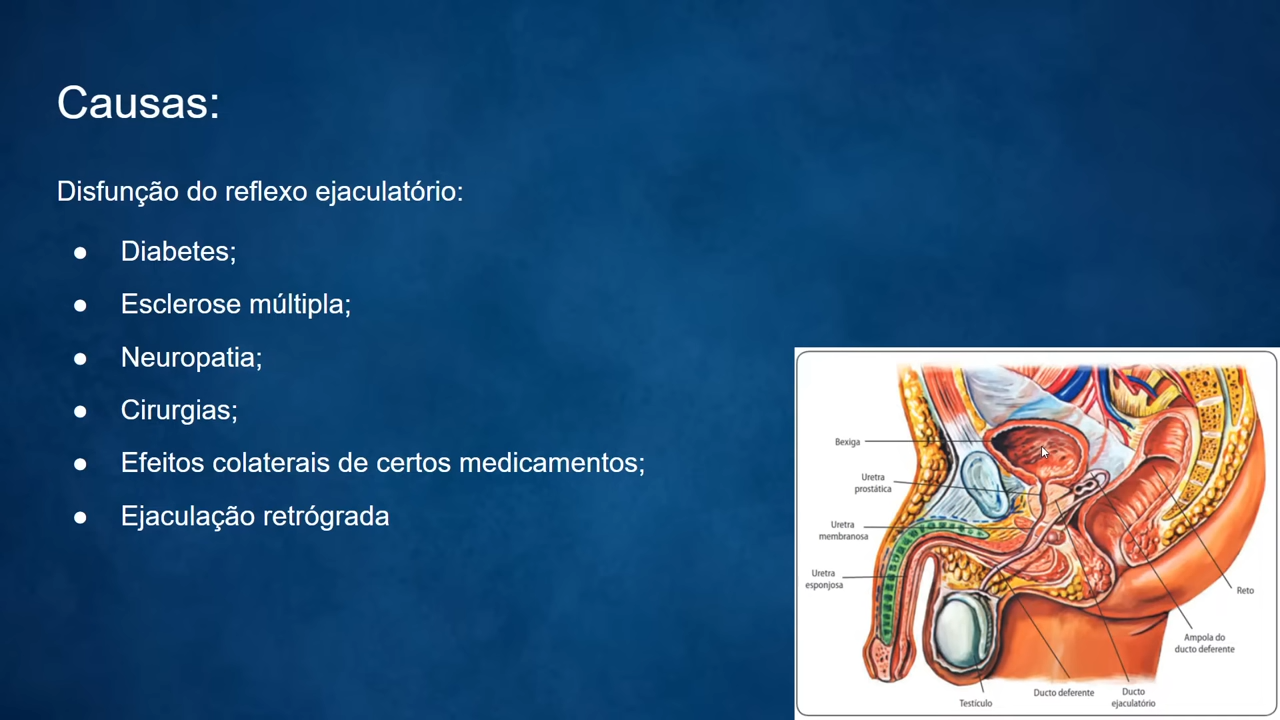 Causas:
Disfunção do reflexo ejaculatório:
● Diabetes;
● Esclerose múltipla;
● Neuropatia;
● Cirurgias;
● Efeitos colaterais de certos medicamentos;
● Ejaculação retrógrada
Bexiga
Uretra
prostática
Uretra
membranosa
Uretra
esponjosa
Reto
Ampola do
ducto deferente
Ducto deferente
Ducto
ejaculatório
Testículo